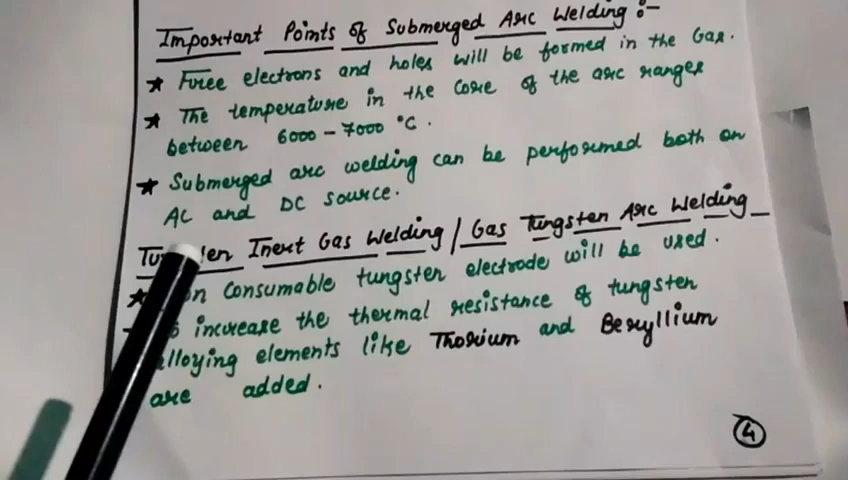 Important Points of Submerged Arc Welding :-
★ Free electrons and holes will be formed in the Gas.
★ The temperature in the core of the arc ranges
between 6000 - 7000 °C.
★ Submerged arc welding can be performed both on
AC and DC source.
Inert Gas Welding / Gas Tungsten Arc Welding
★ consumable tungsten electrode will be used.
increase the thermal resistance of tungsten
alloying elements like Thorium and Beryllium
are added.
4